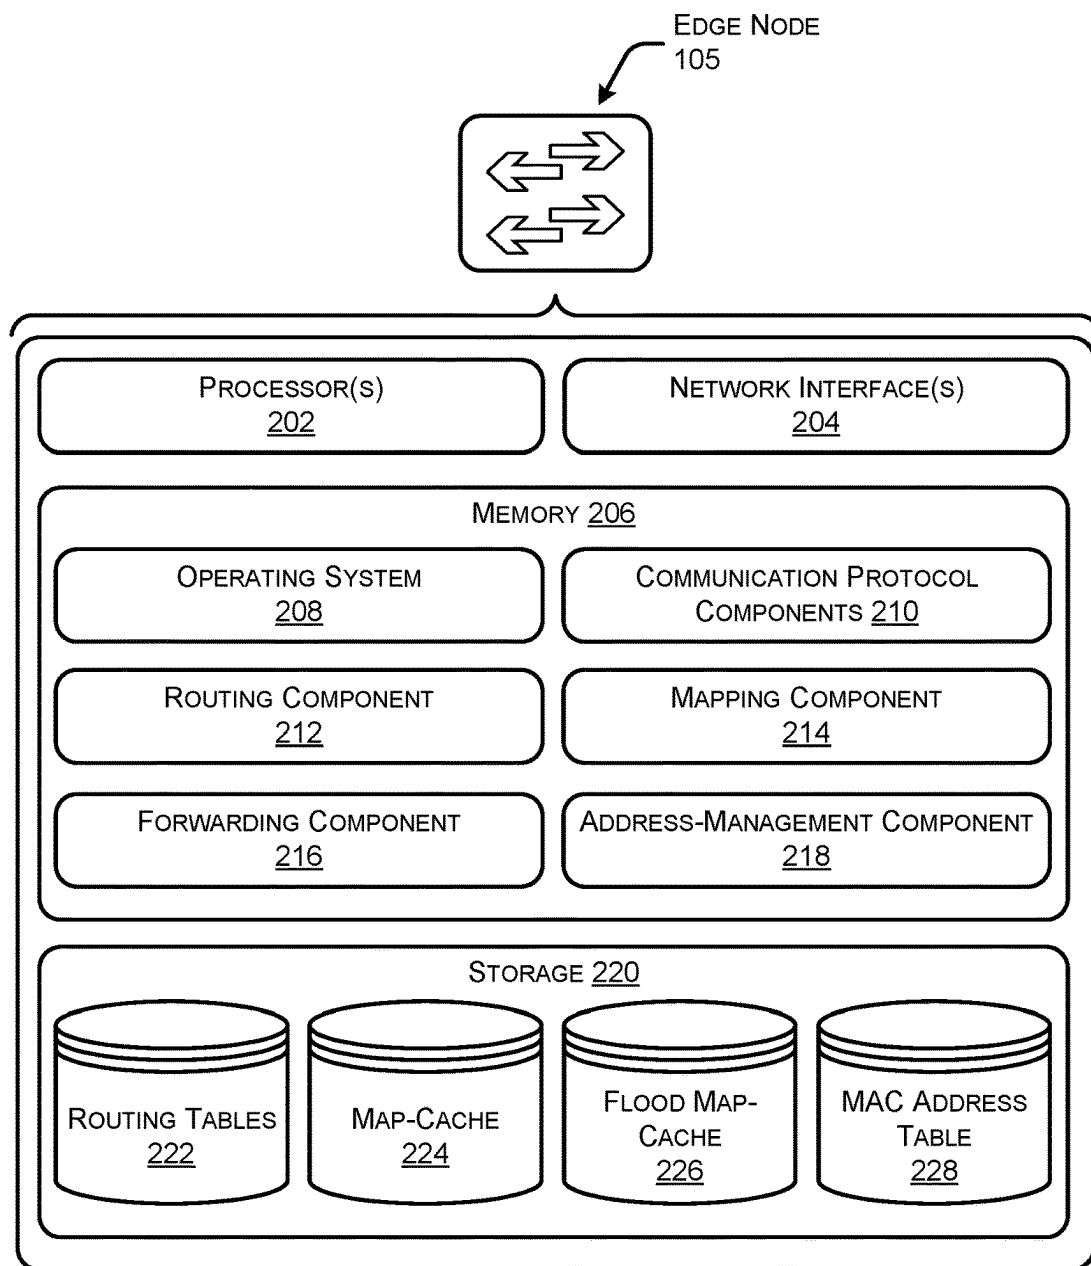 EDGE NODE
105
PROCESSOR(S)
202
NETWORK INTERFACE(S)
204
MEMORY 206
OPERATING SYSTEM
208
COMMUNICATION PROTOCOL
COMPONENTS 210
ROUTING COMPONENT
212
MAPPING COMPONENT
214
FORWARDING COMPONENT
216
ADDRESS-MANAGEMENT COMPONENT
218
STORAGE 220
ROUTING TABLES
222
MAP-CACHE
224
FLOOD MAP-
CACHE
226
MAC ADDRESS
TABLE
228